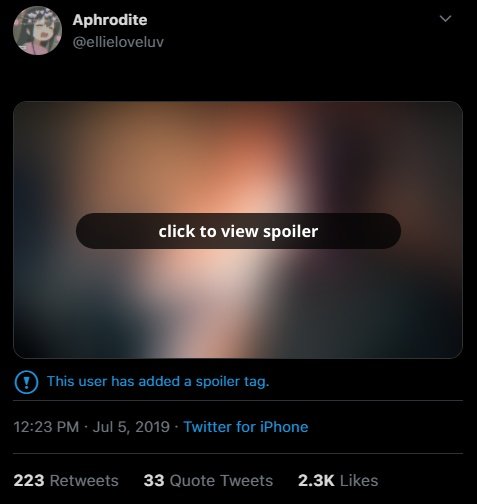 Aphrodite
@ellieloveluv
click to view spoiler
This user has added a spoiler tag.
12:23 PM · Jul 5, 2019 · Twitter for iPhone
223 Retweets 33 Quote Tweets 2.3K Likes